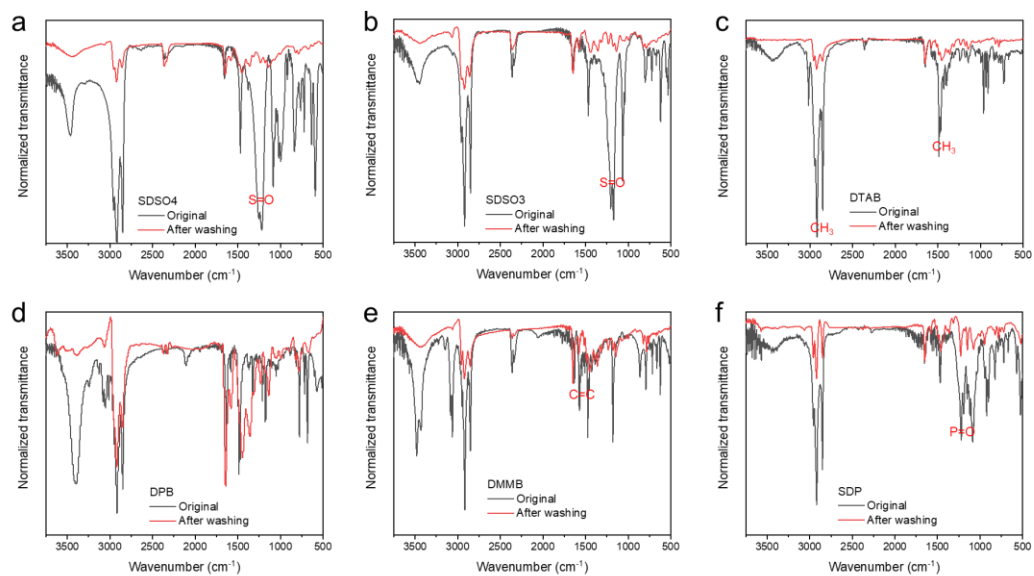 a
Normalized transmittance
S=O
SDSO4
Original
After washing
3500 3000 2500 2000 1500 1000 500
Wavenumber (cm⁻¹)
b
Normalized transmittance
S=O
SDSO3
Original
After washing
3500 3000 2500 2000 1500 1000 500
Wavenumber (cm⁻¹)
c
Normalized transmittance
CH₃
CH₃
DTAB
Original
After washing
3500 3000 2500 2000 1500 1000 500
Wavenumber (cm⁻¹)
d
Normalized transmittance
DPB
Original
After washing
3500 3000 2500 2000 1500 1000 500
Wavenumber (cm⁻¹)
e
Normalized transmittance
C=C
DMMB
Original
After washing
3500 3000 2500 2000 1500 1000 500
Wavenumber (cm⁻¹)
f
Normalized transmittance
P=O
SDP
Original
After washing
3500 3000 2500 2000 1500 1000 500
Wavenumber (cm⁻¹)